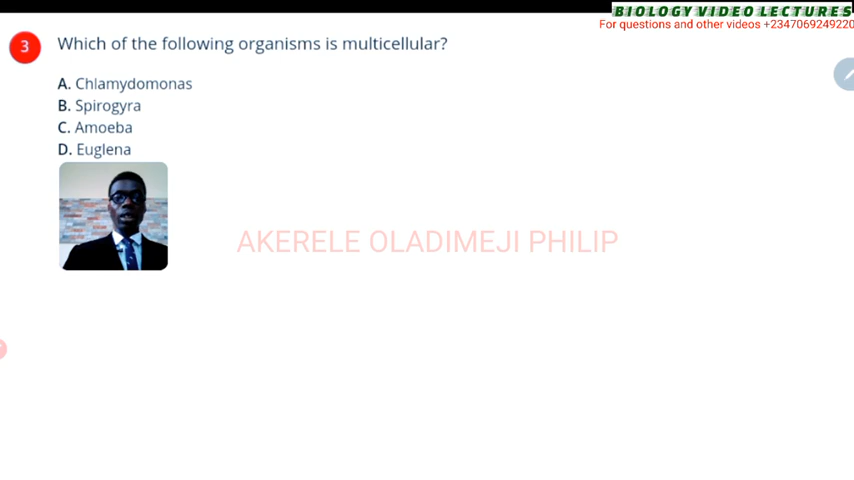 BIOLOGY VIDEO LECTURES
For questions and other videos +2347069249220
3 Which of the following organisms is multicellular?
A. Chlamydomonas
B. Spirogyra
C. Amoeba
D. Euglena
AKERELE OLADIMEJI PHILIP